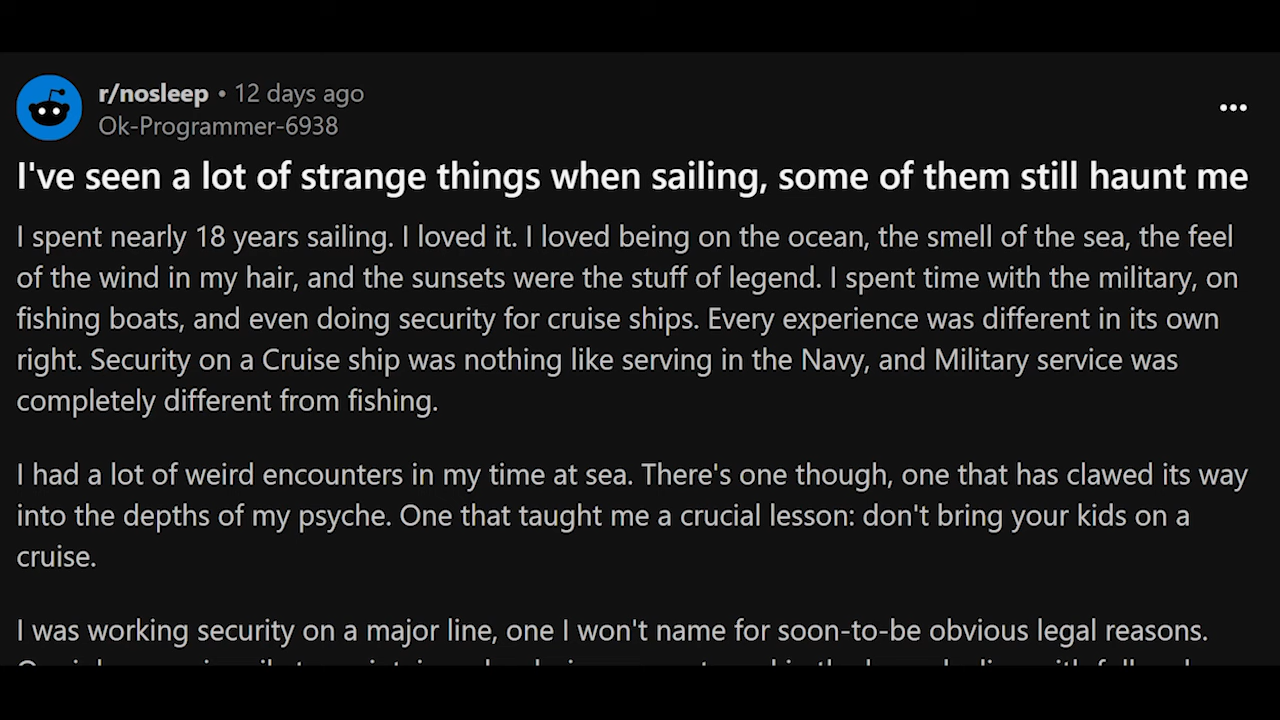 r/nosleep • 12 days ago
Ok-Programmer-6938
I've seen a lot of strange things when sailing, some of them still haunt me
I spent nearly 18 years sailing. I loved it. I loved being on the ocean, the smell of the sea, the feel
of the wind in my hair, and the sunsets were the stuff of legend. I spent time with the military, on
fishing boats, and even doing security for cruise ships. Every experience was different in its own
right. Security on a Cruise ship was nothing like serving in the Navy, and Military service was
completely different from fishing.
I had a lot of weird encounters in my time at sea. There's one though, one that has clawed its way
into the depths of my psyche. One that taught me a crucial lesson: don't bring your kids on a
cruise.
I was working security on a major line, one I won't name for soon-to-be obvious legal reasons.